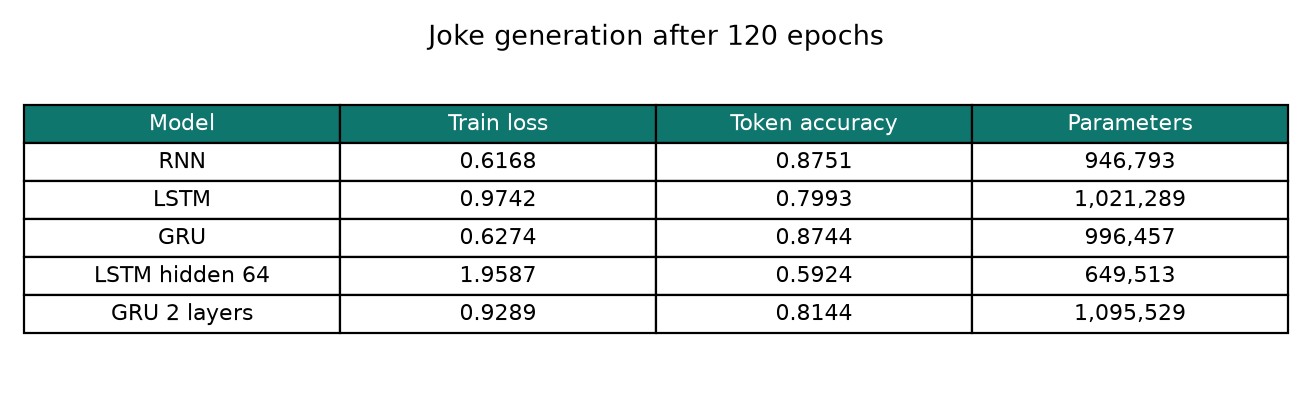 Joke generation after 120 epochs
Model Train loss Token accuracy Parameters
RNN 0.6168 0.8751 946,793
LSTM 0.9742 0.7993 1,021,289
GRU 0.6274 0.8744 996,457
LSTM hidden 64 1.9587 0.5924 649,513
GRU 2 layers 0.9289 0.8144 1,095,529